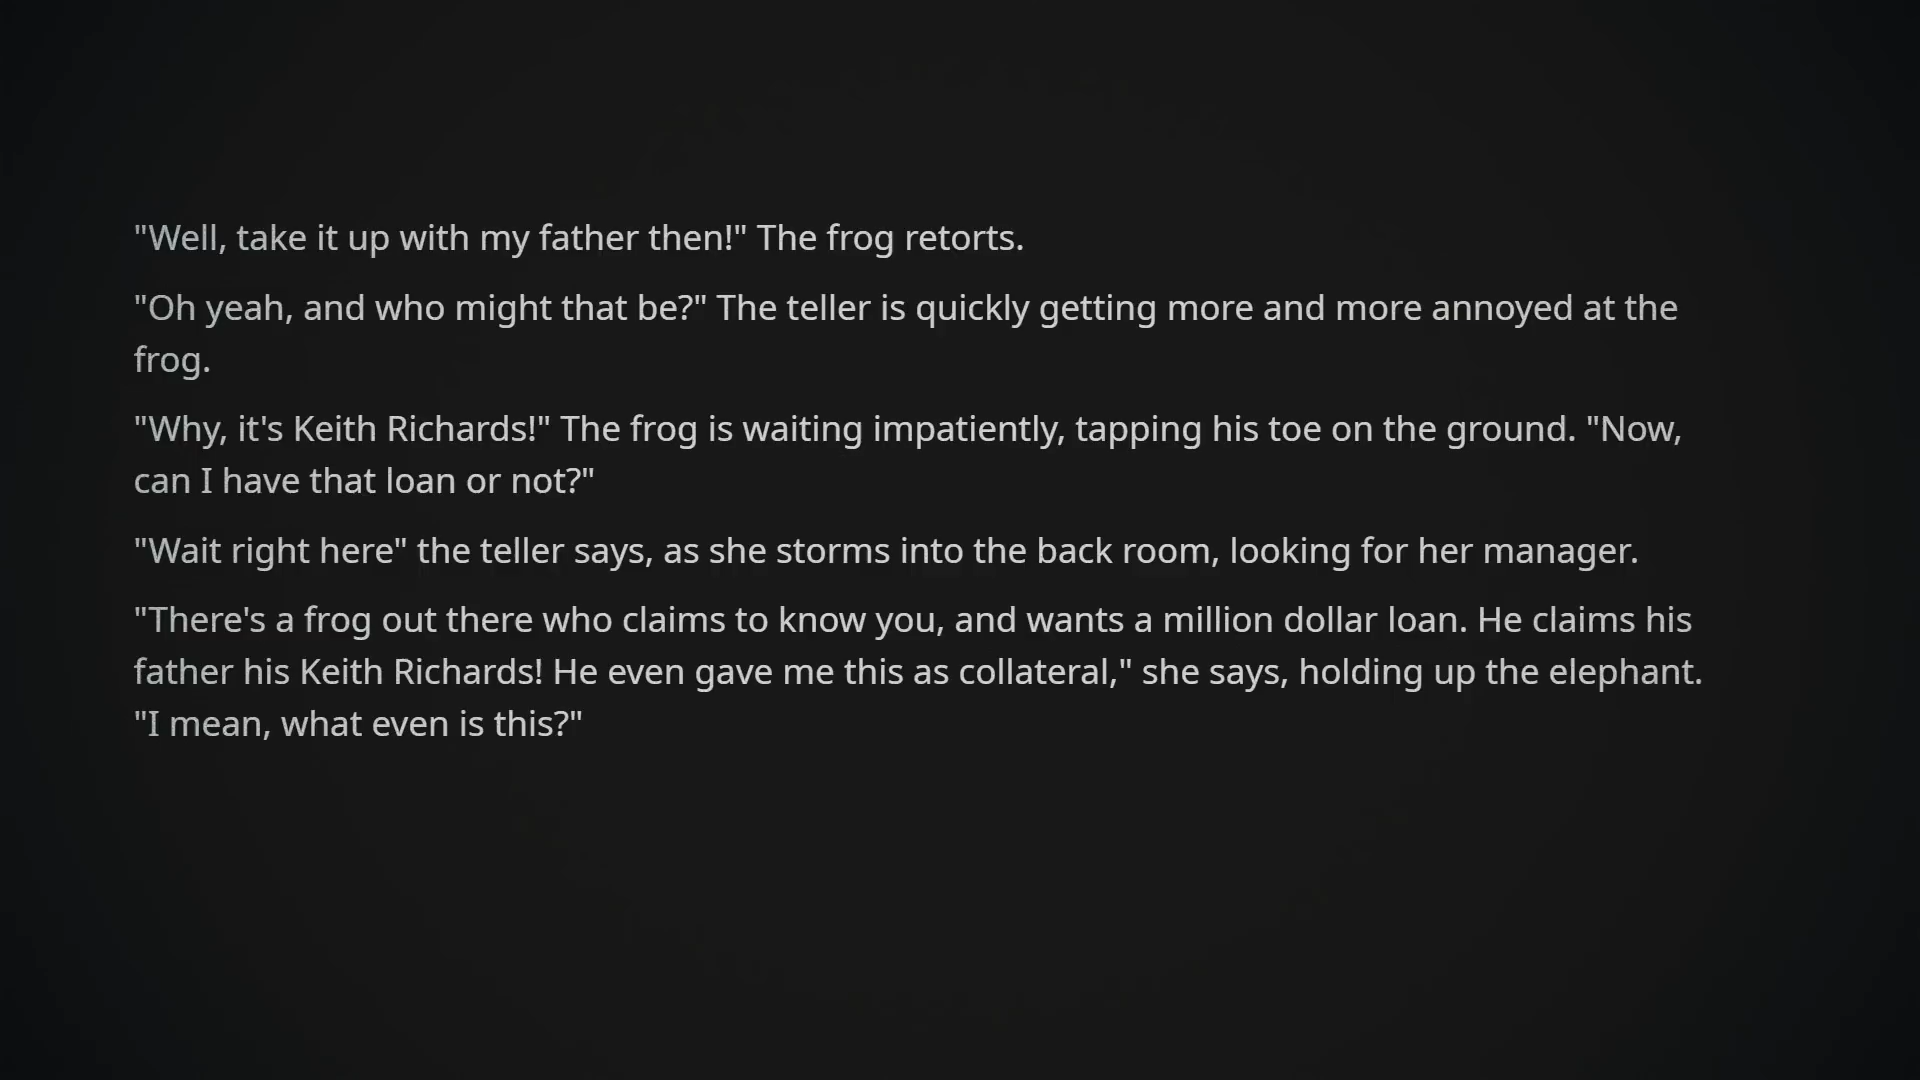 "Well, take it up with my father then!" The frog retorts.
"Oh yeah, and who might that be?" The teller is quickly getting more and more annoyed at the
frog.
"Why, it's Keith Richards!" The frog is waiting impatiently, tapping his toe on the ground. "Now,
can I have that loan or not?"
"Wait right here" the teller says, as she storms into the back room, looking for her manager.
"There's a frog out there who claims to know you, and wants a million dollar loan. He claims his
father his Keith Richards! He even gave me this as collateral," she says, holding up the elephant.
"I mean, what even is this?"